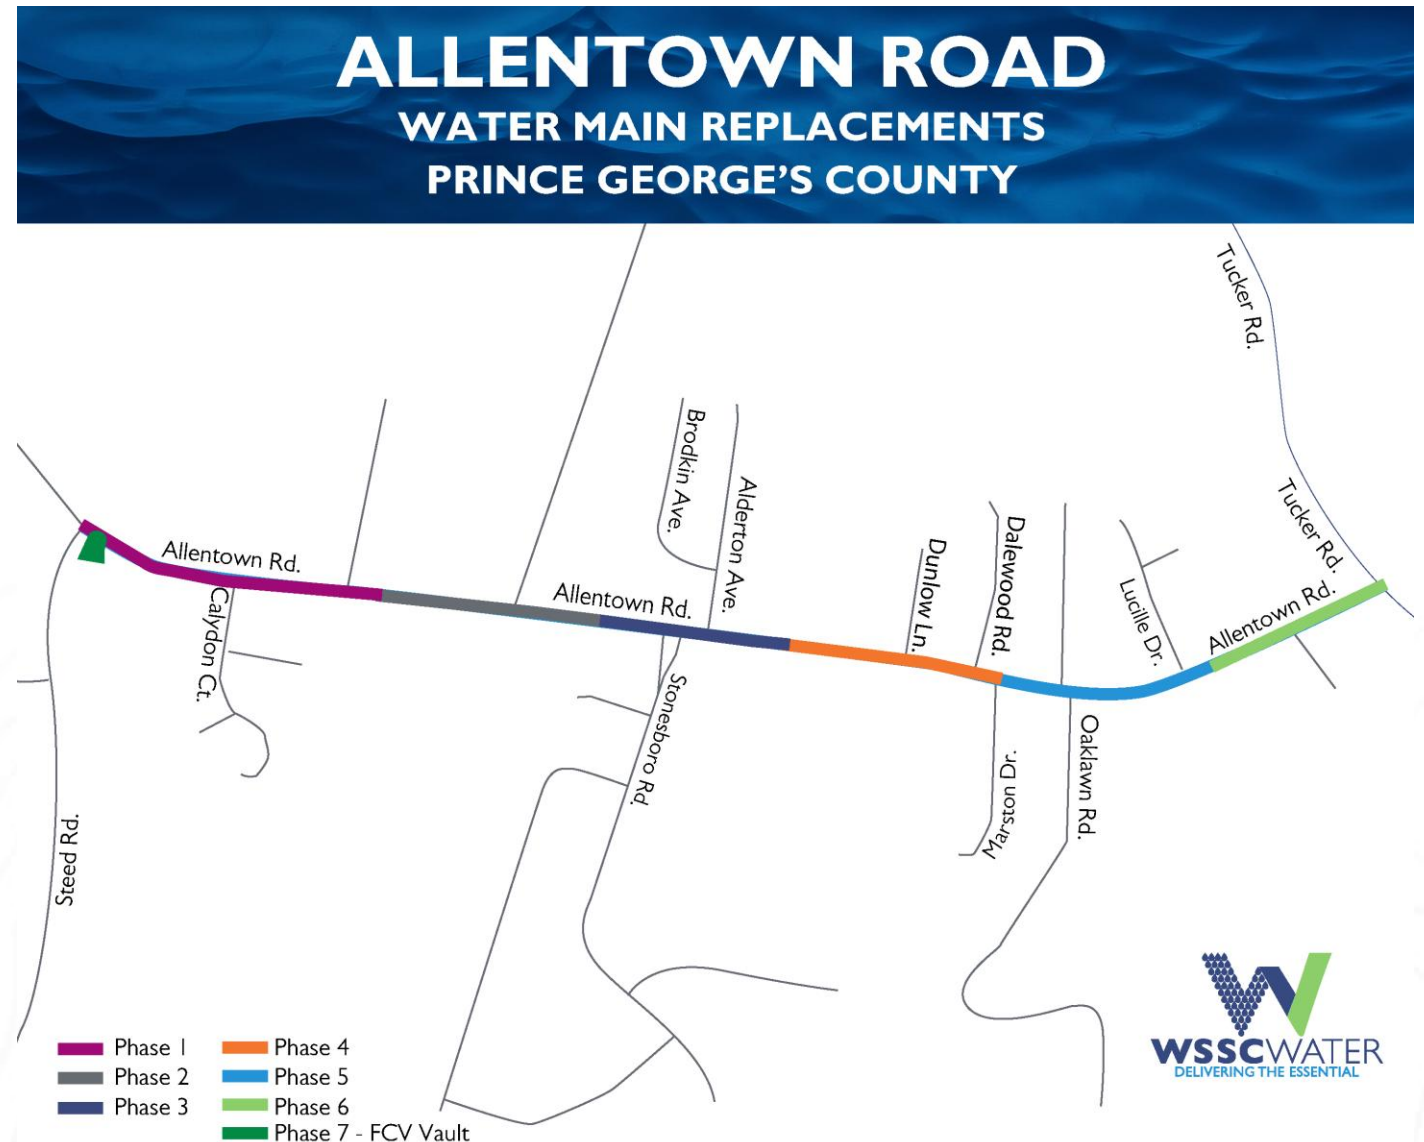 ALLENTOWN ROAD
WATER MAIN REPLACEMENTS
PRINCE GEORGE'S COUNTY
Tucker Rd.
Brodkin Ave.
Alderton Ave.
Tucker Rd.
Allentown Rd.
Calydon Ct.
Allentown Rd.
Dunlow Ln.
Dalewood Rd.
Lucille Dr.
Allentown Rd.
Stonesboro Rd.
Marston Dr.
Oaklawn Rd.
Steed Rd.
Phase 1
Phase 2
Phase 3
Phase 4
Phase 5
Phase 6
Phase 7 - FCV Vault
WSSCWATER
DELIVERING THE ESSENTIAL